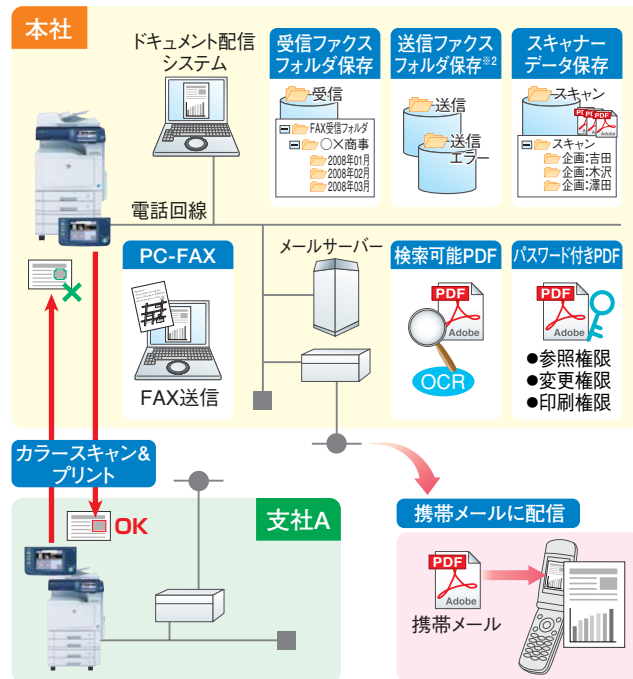 本社
ドキュメント配信
システム
受信ファクス
フォルダ保存
受信
FAX受信フォルダ
○×商事
2008年01月
2008年02月
2008年03月
送信ファクス
フォルダ保存※2
送信
送信
エラー
スキャナー
データ保存
スキャン
PDF
PDF
PDF
スキャン
企画:吉田
企画:木沢
企画:澤田
電話回線
PC-FAX
FAX送信
メールサーバー
検索可能PDF
PDF
Adobe
OCR
パスワード付きPDF
PDF
Adobe
●参照権限
●変更権限
●印刷権限
カラースキャン&
プリント
OK
支社A
携帯メールに配信
PDF
Adobe
携帯メール